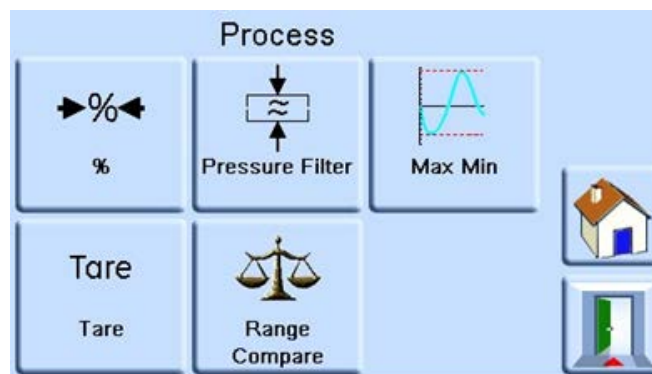 Process
%
%
Pressure Filter
Max Min
Tare
Tare
Range
Compare